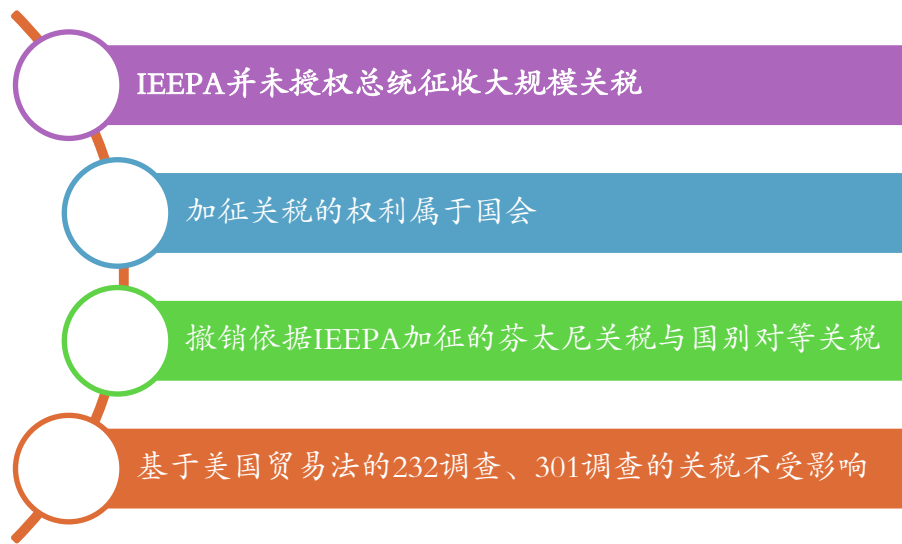 IEEPA并未授权总统征收大规模关税
加征关税的权利属于国会
撤销依据IEEPA加征的芬太尼关税与国别对等关税
基于美国贸易法的232调查、301调查的关税不受影响